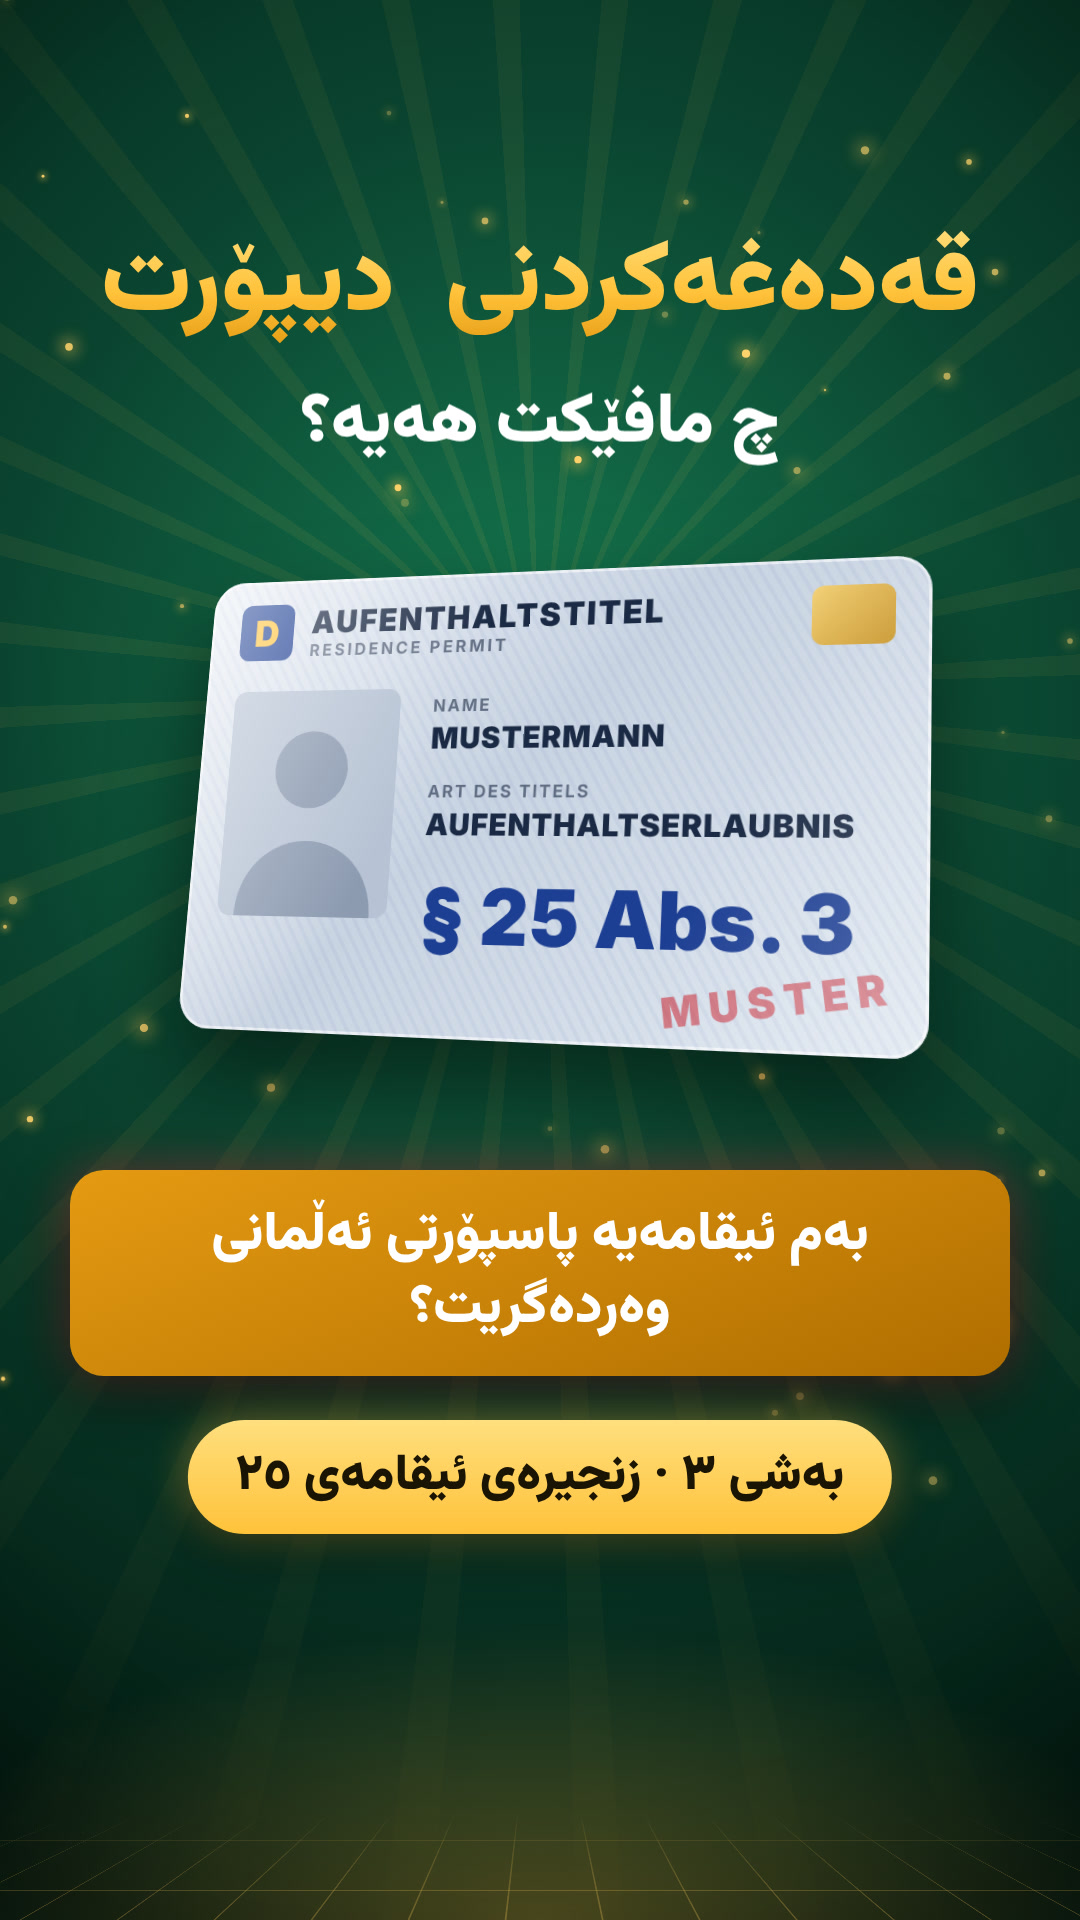 قەدەغەکردنی دیپۆرت
چ مافێکت هەیە؟
D
AUFENTHALTSTITEL
RESIDENCE PERMIT
NAME
MUSTERMANN
ART DES TITELS
AUFENTHALTSERLAUBNIS
§ 25 Abs. 3
MUSTER
بەم ئیقامەیە پاسپۆرتی ئەڵمانی
وەردەگریت؟
بەشی ٣ · زنجیرەی ئیقامەی ٢٥